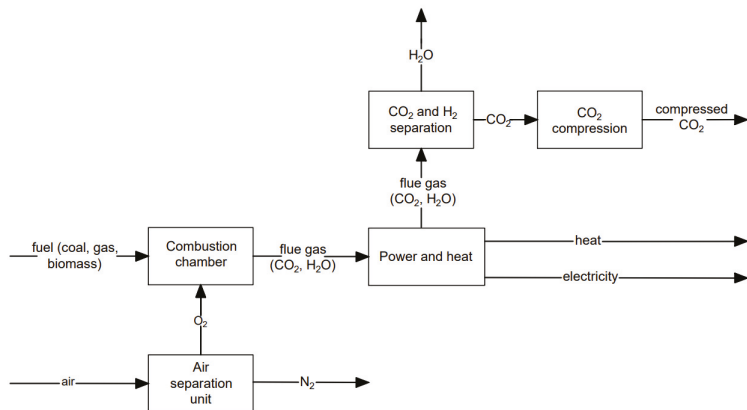 H₂O
CO₂ and H₂
separation
CO₂
CO₂
compression
compressed
CO₂
flue gas
(CO₂, H₂O)
fuel (coal, gas,
biomass)
Combustion
chamber
flue gas
(CO₂, H₂O)
Power and heat
heat
electricity
O₂
air
Air
separation
unit
N₂